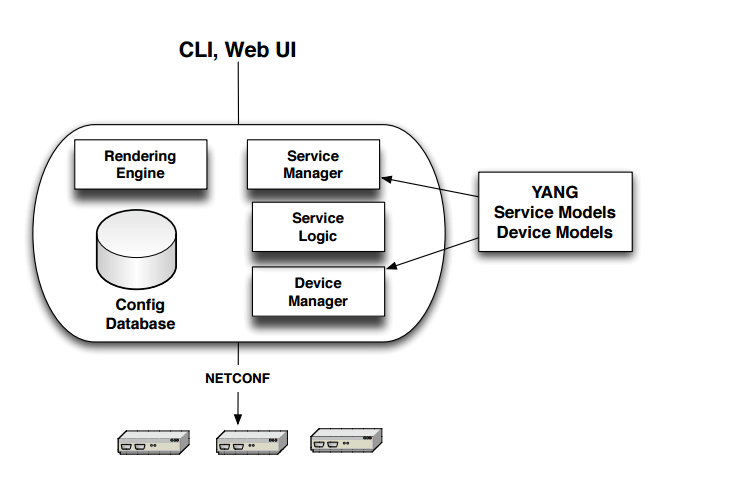 CLI, Web UI
Rendering
Engine
Service
Manager
YANG
Service Models
Device Models
Service
Logic
Device
Manager
Config
Database
NETCONF